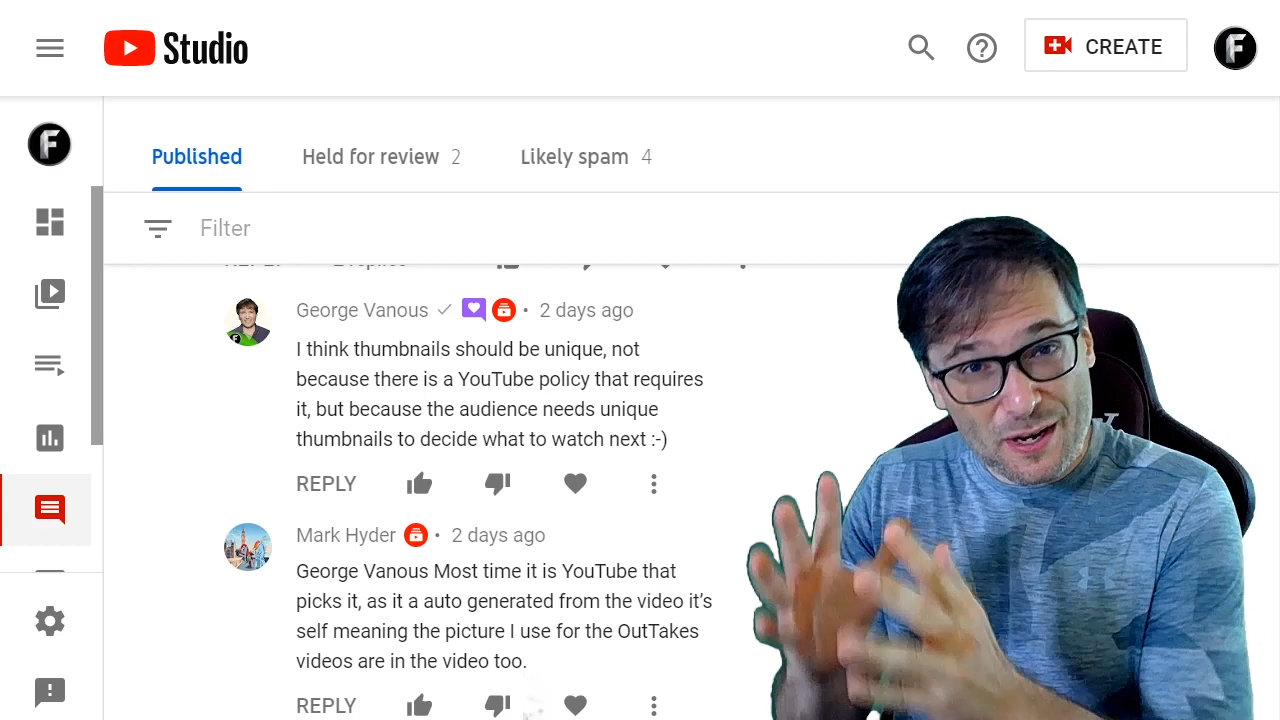 Studio
CREATE
F
F
Published
Held for review 2
Likely spam 4
Filter
2 replies
George Vanous
• 2 days ago
I think thumbnails should be unique, not
because there is a YouTube policy that requires
it, but because the audience needs unique
thumbnails to decide what to watch next :-)
REPLY
Mark Hyder
• 2 days ago
George Vanous Most time it is YouTube that
picks it, as it a auto generated from the video it’s
self meaning the picture I use for the OutTakes
videos are in the video too.
REPLY